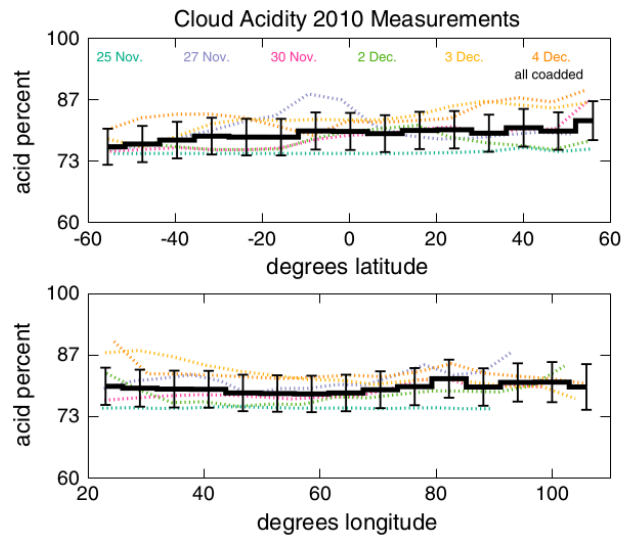 Cloud Acidity 2010 Measurements
100
25 Nov. 27 Nov. 30 Nov. 2 Dec. 3 Dec. 4 Dec.
all coadded
87
73
60
acid percent
-60 -40 -20 0 20 40 60
degrees latitude
100
87
73
60
acid percent
20 40 60 80 100
degrees longitude